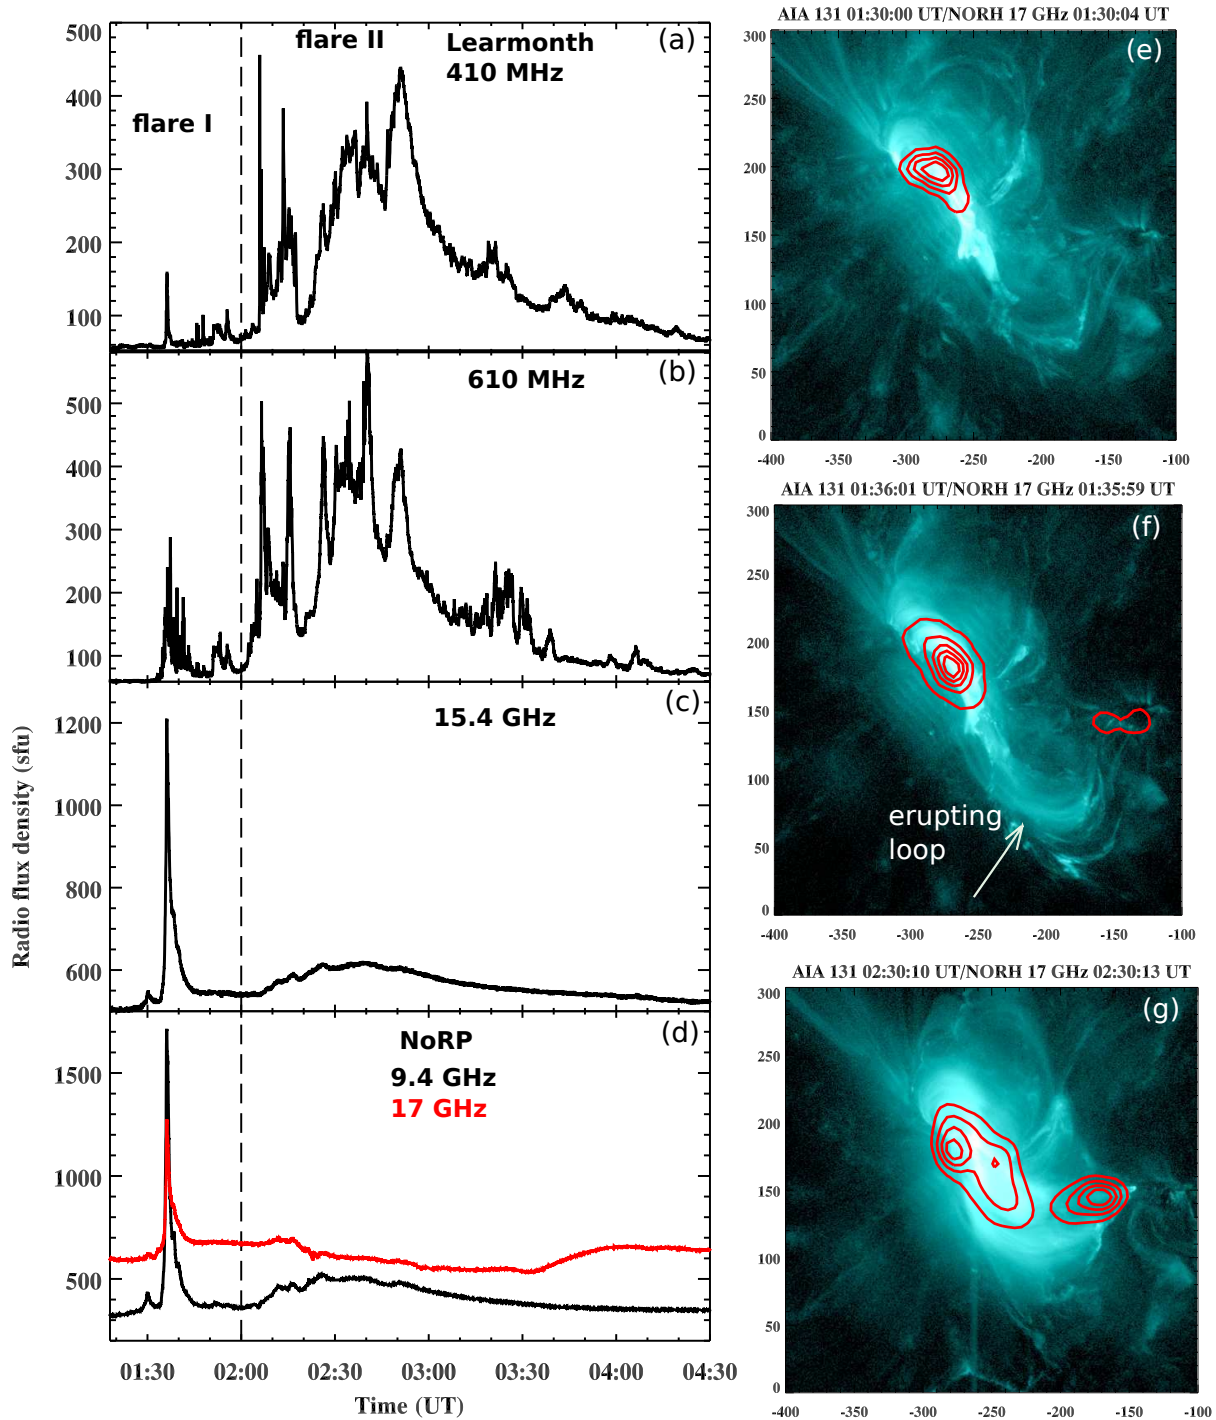 500
400
300
200
100
flare I
flare II
Learmonth
410 MHz
(a)
500
400
300
200
100
610 MHz
(b)
1200
1000
800
600
15.4 GHz
(c)
1500
1000
500
NoRP
9.4 GHz
17 GHz
(d)
Radio flux density (sfu)
01:30 02:00 02:30 03:00 03:30 04:00 04:30
Time (UT)
AIA 131 01:30:00 UT/NORH 17 GHz 01:30:04 UT
(e)
300
250
200
150
100
50
0
-400 -350 -300 -250 -200 -150 -100
AIA 131 01:36:01 UT/NORH 17 GHz 01:35:59 UT
(f)
300
250
200
150
100
50
0
erupting
loop
-400 -350 -300 -250 -200 -150 -100
AIA 131 02:30:10 UT/NORH 17 GHz 02:30:13 UT
(g)
300
250
200
150
100
50
0
-400 -350 -300 -250 -200 -150 -100